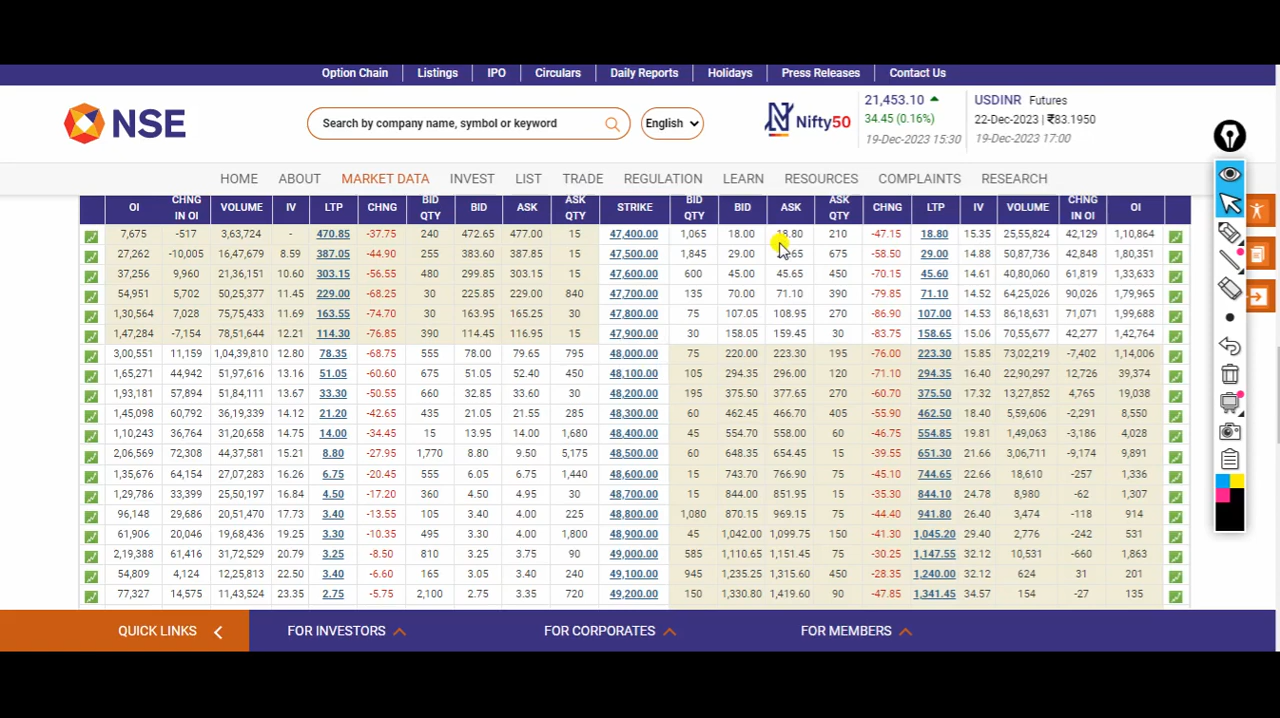 Option Chain Listings IPO Circulars Daily Reports Holidays Press Releases Contact Us
NSE
Search by company name, symbol or keyword
English
Nifty50
21,453.10
34.45 (0.16%)
19-Dec-2023 15:30
USDINR Futures
22-Dec-2023 | ₹83.1950
19-Dec-2023 17:00
HOME ABOUT MARKET DATA INVEST LIST TRADE REGULATION LEARN RESOURCES COMPLAINTS RESEARCH
OI CHNG IN OI VOLUME IV LTP CHNG BID QTY BID ASK ASK QTY STRIKE BID QTY BID ASK ASK QTY CHNG LTP IV VOLUME CHNG IN OI OI
7,675 -517 3,63,724 - 470.85 -37.75 240 472.65 477.00 15 47,400.00 1,065 18.00 18.80 210 -47.15 18.80 15.35 25,55,824 42,129 1,10,864
27,262 -10,005 16,47,679 8.59 387.05 -44.90 255 383.60 387.85 15 47,500.00 1,845 29.00 675 -58.50 29.00 14.88 50,87,736 42,848 1,80,351
37,256 9,960 21,36,151 10.60 303.15 -56.55 480 299.85 303.15 15 47,600.00 600 45.00 45.65 450 -70.15 45.60 14.61 40,80,060 61,819 1,33,633
54,951 5,702 50,25,377 11.45 229.00 -68.25 30 225.85 229.00 840 47,700.00 135 70.00 71.10 390 -79.85 71.10 14.52 64,25,026 90,026 1,79,965
1,30,564 7,028 75,75,433 11.69 163.55 -74.70 30 163.95 165.25 30 47,800.00 75 107.05 108.95 270 -86.90 107.00 14.53 86,18,631 71,071 1,99,688
1,47,284 -7,154 78,51,644 12.21 114.30 -76.85 390 114.45 116.95 15 47,900.00 30 158.05 159.45 30 -83.75 158.65 15.06 70,55,677 42,277 1,42,764
3,00,551 11,159 1,04,39,810 12.80 78.35 -68.75 555 78.00 79.65 795 48,000.00 75 220.00 223.30 195 -76.00 223.30 15.85 73,02,219 -7,402 1,14,006
1,65,271 44,942 51,97,616 13.16 51.05 -60.60 675 51.05 52.40 450 48,100.00 105 294.35 296.00 120 -71.10 294.35 16.40 22,90,297 12,726 39,374
1,93,181 57,894 51,84,111 13.67 33.30 -50.55 660 32.85 33.60 30 48,200.00 195 375.50 377.65 270 -60.70 375.50 17.32 13,27,852 4,765 19,038
1,45,098 60,792 36,19,339 14.12 21.20 -42.65 435 21.05 21.55 285 48,300.00 60 462.45 466.70 405 -55.90 462.50 18.40 5,59,606 -2,291 8,550
1,10,243 36,764 31,20,658 14.75 14.00 -34.45 15 13.95 14.00 1,680 48,400.00 45 554.70 558.00 60 -46.75 554.85 19.81 1,49,063 -3,186 4,028
2,06,569 72,308 44,37,581 15.21 8.80 -27.95 1,770 8.80 9.50 5,175 48,500.00 60 648.35 654.45 15 -39.55 651.30 21.66 3,06,711 -9,174 9,891
1,35,676 64,154 27,07,283 16.26 6.75 -20.45 555 6.05 6.75 1,440 48,600.00 15 743.70 766.90 75 -45.10 744.65 22.66 18,610 -257 1,336
1,29,786 33,399 25,50,197 16.84 4.50 -17.20 360 4.50 4.95 30 48,700.00 15 844.00 851.95 15 -35.30 844.10 24.78 8,980 -62 1,307
96,148 29,686 20,51,470 17.73 3.40 -13.55 105 3.40 4.00 225 48,800.00 1,080 870.15 969.15 75 -44.40 941.80 26.40 3,474 -118 914
61,906 20,046 19,68,436 19.25 3.30 -10.35 495 3.30 4.00 1,800 48,900.00 45 1,042.00 1,099.75 150 -41.30 1,045.20 29.40 2,776 -242 531
2,19,388 61,416 31,72,529 20.79 3.25 -8.50 810 3.25 3.75 90 49,000.00 585 1,110.65 1,151.45 75 -30.25 1,147.55 32.12 10,531 -660 1,863
54,809 4,124 12,25,813 22.50 3.40 -6.60 165 3.05 3.40 240 49,100.00 945 1,235.25 1,315.60 450 -28.35 1,240.00 32.12 624 31 201
77,327 14,575 11,43,524 23.35 2.75 -5.75 2,100 2.75 3.35 720 49,200.00 150 1,330.80 1,419.60 90 -47.85 1,341.45 34.57 154 -27 135
QUICK LINKS FOR INVESTORS FOR CORPORATES FOR MEMBERS